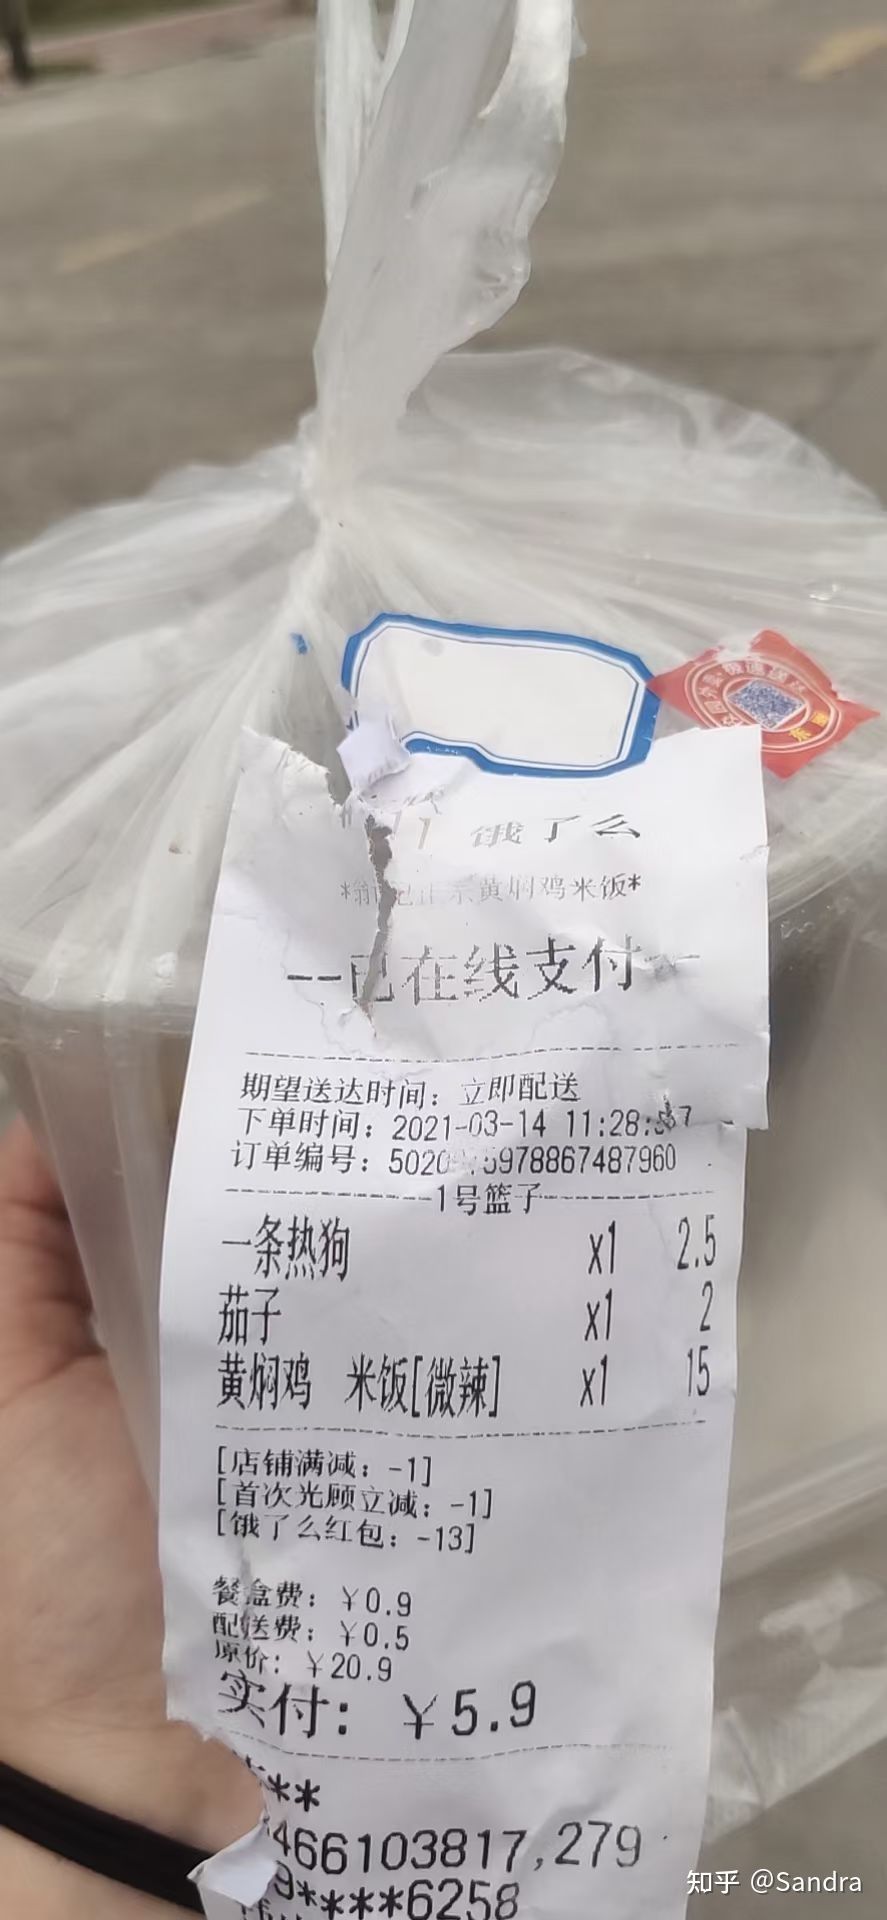 饿了么
黄焖鸡米饭*
--已在线支付--
期望送达时间：立即配送
下单时间：2021-03-14 11:28:
订单编号：
1号篮子
一条热狗 x1 2.5
茄子 x1 2
黄焖鸡 米饭[微辣] x1 15
[店铺满减：-1]
[首次光顾立减：-1]
[饿了么红包：-13]
餐盒费：￥0.9
配送费：￥0.5
原价：￥20.9
实付：￥5.9
***
466103817,279
9****6258
知乎 @Sandra